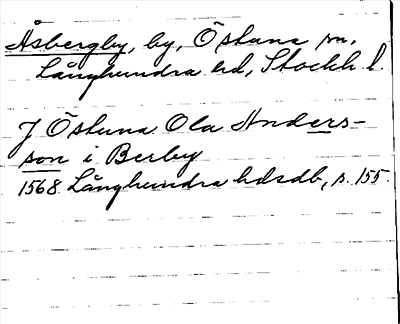 Åsbergby, by, Östuna sn,
Långhundra hd, Stockh. l.
J Östuna Ola Anders-
son i Berby
1568 Långhundra hdsdb, s. 155.